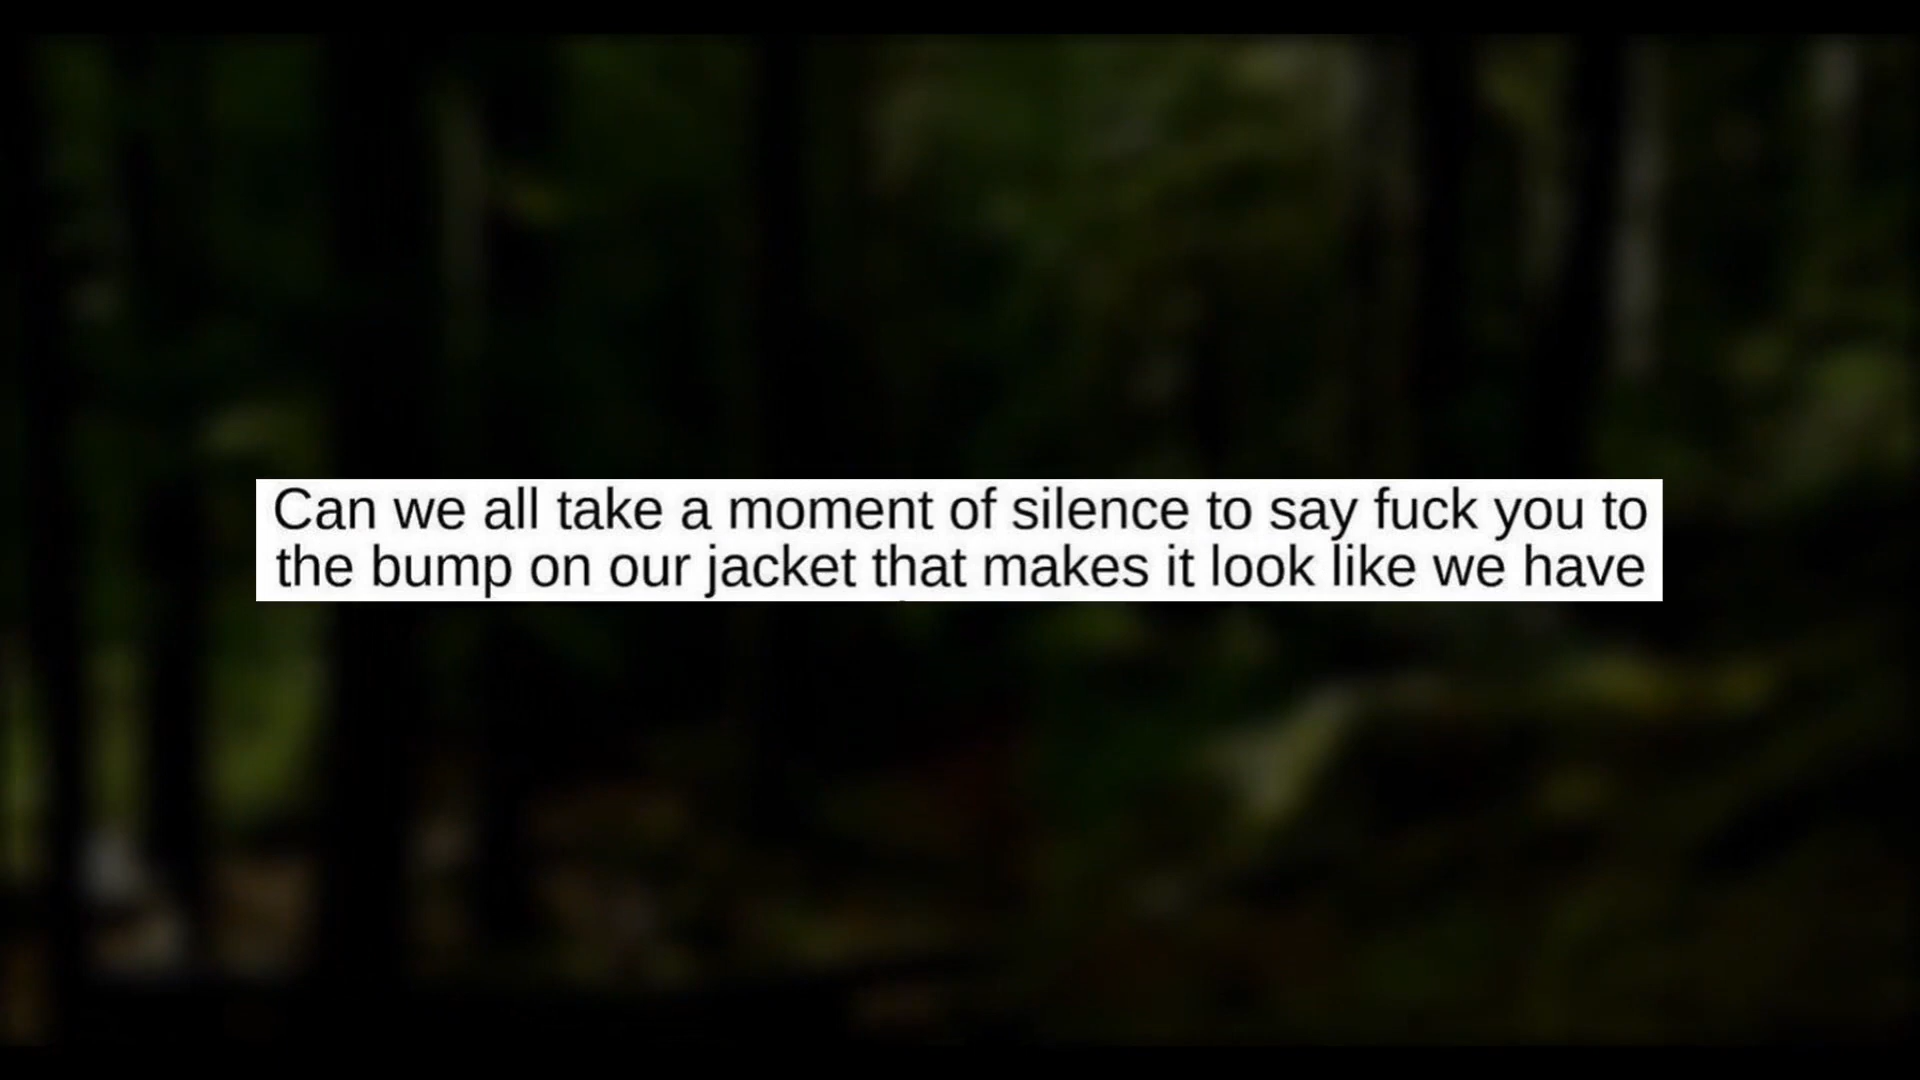 Can we all take a moment of silence to say fuck you to
the bump on our jacket that makes it look like we have